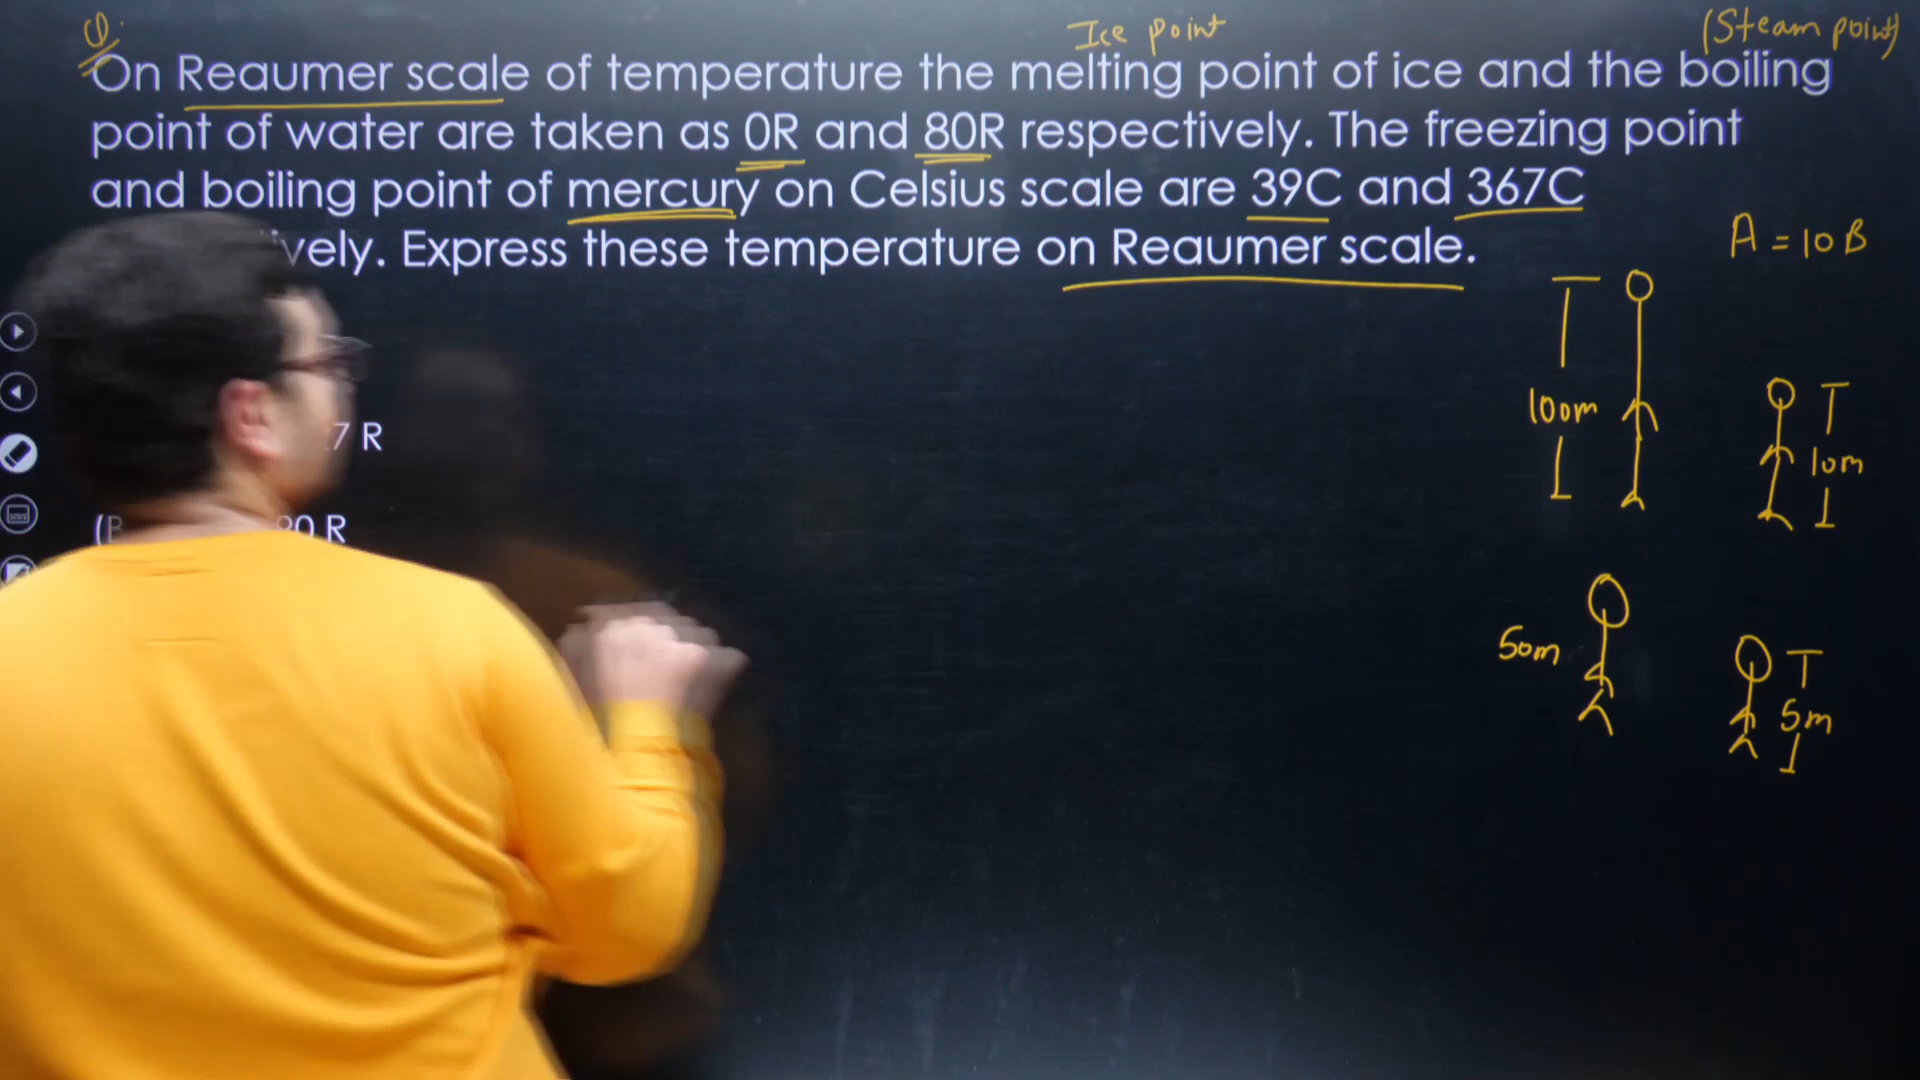 Q.
Ice point
(Steam point)
On Reaumer scale of temperature the melting point of ice and the boiling
point of water are taken as 0R and 80R respectively. The freezing point
and boiling point of mercury on Celsius scale are 39C and 367C
ively. Express these temperature on Reaumer scale.
A = 10 B
100m
10m
7 R
(B
R
50m
5m